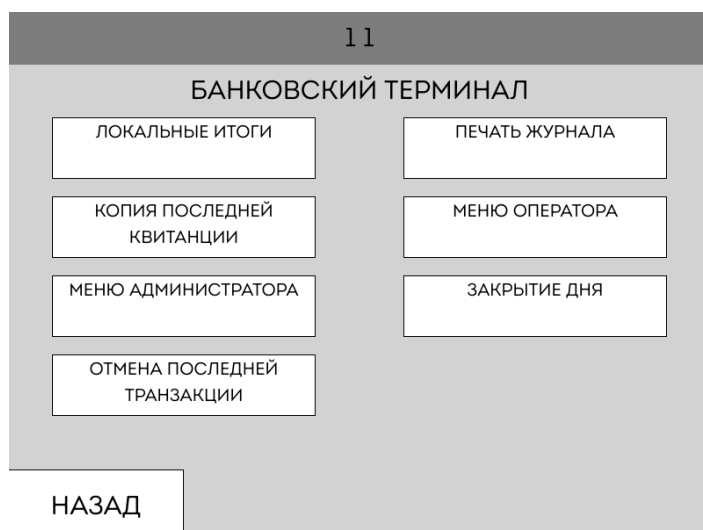 11
БАНКОВСКИЙ ТЕРМИНАЛ
ЛОКАЛЬНЫЕ ИТОГИ
ПЕЧАТЬ ЖУРНАЛА
КОПИЯ ПОСЛЕДНЕЙ
КВИТАНЦИИ
МЕНЮ ОПЕРАТОРА
МЕНЮ АДМИНИСТРАТОРА
ЗАКРЫТИЕ ДНЯ
ОТМЕНА ПОСЛЕДНЕЙ
ТРАНЗАКЦИИ
НАЗАД